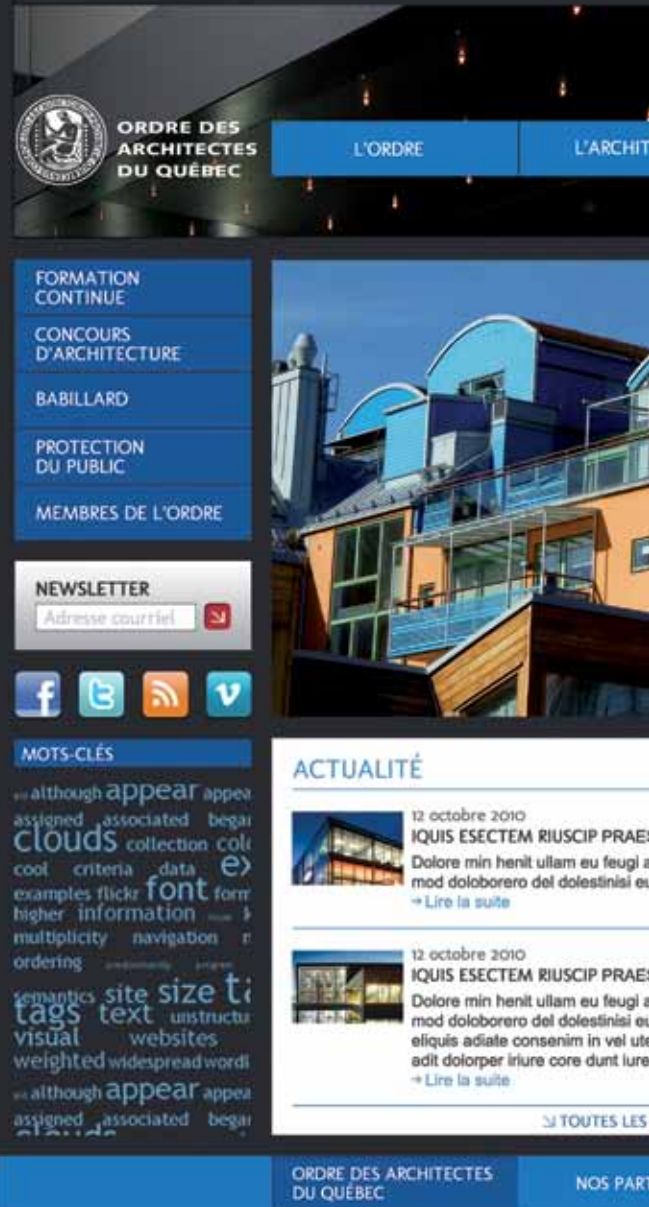 ORDRE DES
ARCHITECTES
DU QUÉBEC
L'ORDRE
L'ARCHIT
FORMATION
CONTINUE
CONCOURS
D'ARCHITECTURE
BABILLARD
PROTECTION
DU PUBLIC
MEMBRES DE L'ORDRE
NEWSLETTER
Adresse courriel
MOTS-CLÉS
although appear appea
assigned associated began
clouds collection colo
cool criteria data ex
examples flickr font form
higher information
multiplicity navigation
ordering
semantics site size ta
tags text unstructu
visual websites
weighted widespread wordl
although appear appea
assigned associated began
clouds
ACTUALITÉ
12 octobre 2010
IQUIS ESECTEM RIUSCIP PRAES
Dolore min henit ullam eu feugi a
mod doloborero del dolestinisi eu
→ Lire la suite
12 octobre 2010
IQUIS ESECTEM RIUSCIP PRAES
Dolore min henit ullam eu feugi a
mod doloborero del dolestinisi eu
eliquis adiate consenim in vel ute
adit dolorper iriure core dunt iure
→ Lire la suite
TOUTES LES
ORDRE DES ARCHITECTES
DU QUÉBEC
NOS PART